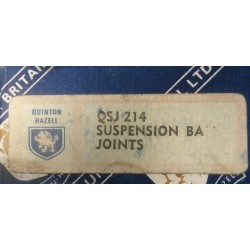 BRITAIN
LTD
QUINTON
HAZELL
QSJ 214
SUSPENSION BA
JOINTS